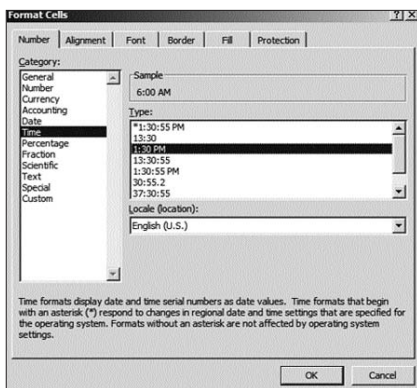 Format Cells
Number Alignment Font Border Fill Protection
Category:
General
Number
Currency
Accounting
Date
Time
Percentage
Fraction
Scientific
Text
Special
Custom
Sample
6:00 AM
Type:
*1:30:55 PM
13:30
1:30 PM
13:30:55
1:30:55 PM
30:55.2
37:30:55
Locale (location):
English (U.S.)
Time formats display date and time serial numbers as date values. Time formats that begin
with an asterisk (*) respond to changes in regional date and time settings that are specified for
the operating system. Formats without an asterisk are not affected by operating system
settings.
OK Cancel